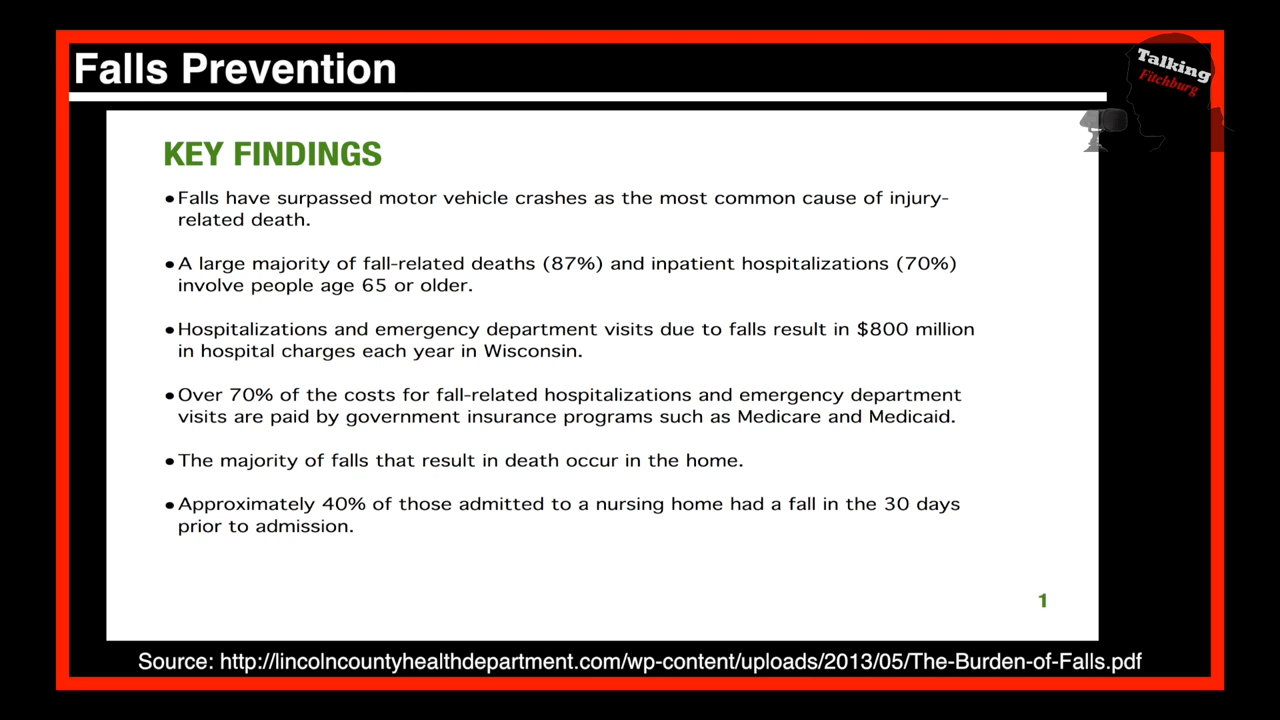 Falls Prevention
Talking
Fitchburg
KEY FINDINGS
•Falls have surpassed motor vehicle crashes as the most common cause of injury-
related death.
•A large majority of fall-related deaths (87%) and inpatient hospitalizations (70%)
involve people age 65 or older.
•Hospitalizations and emergency department visits due to falls result in $800 million
in hospital charges each year in Wisconsin.
•Over 70% of the costs for fall-related hospitalizations and emergency department
visits are paid by government insurance programs such as Medicare and Medicaid.
•The majority of falls that result in death occur in the home.
•Approximately 40% of those admitted to a nursing home had a fall in the 30 days
prior to admission.
1
Source: http://lincolncountyhealthdepartment.com/wp-content/uploads/2013/05/The-Burden-of-Falls.pdf